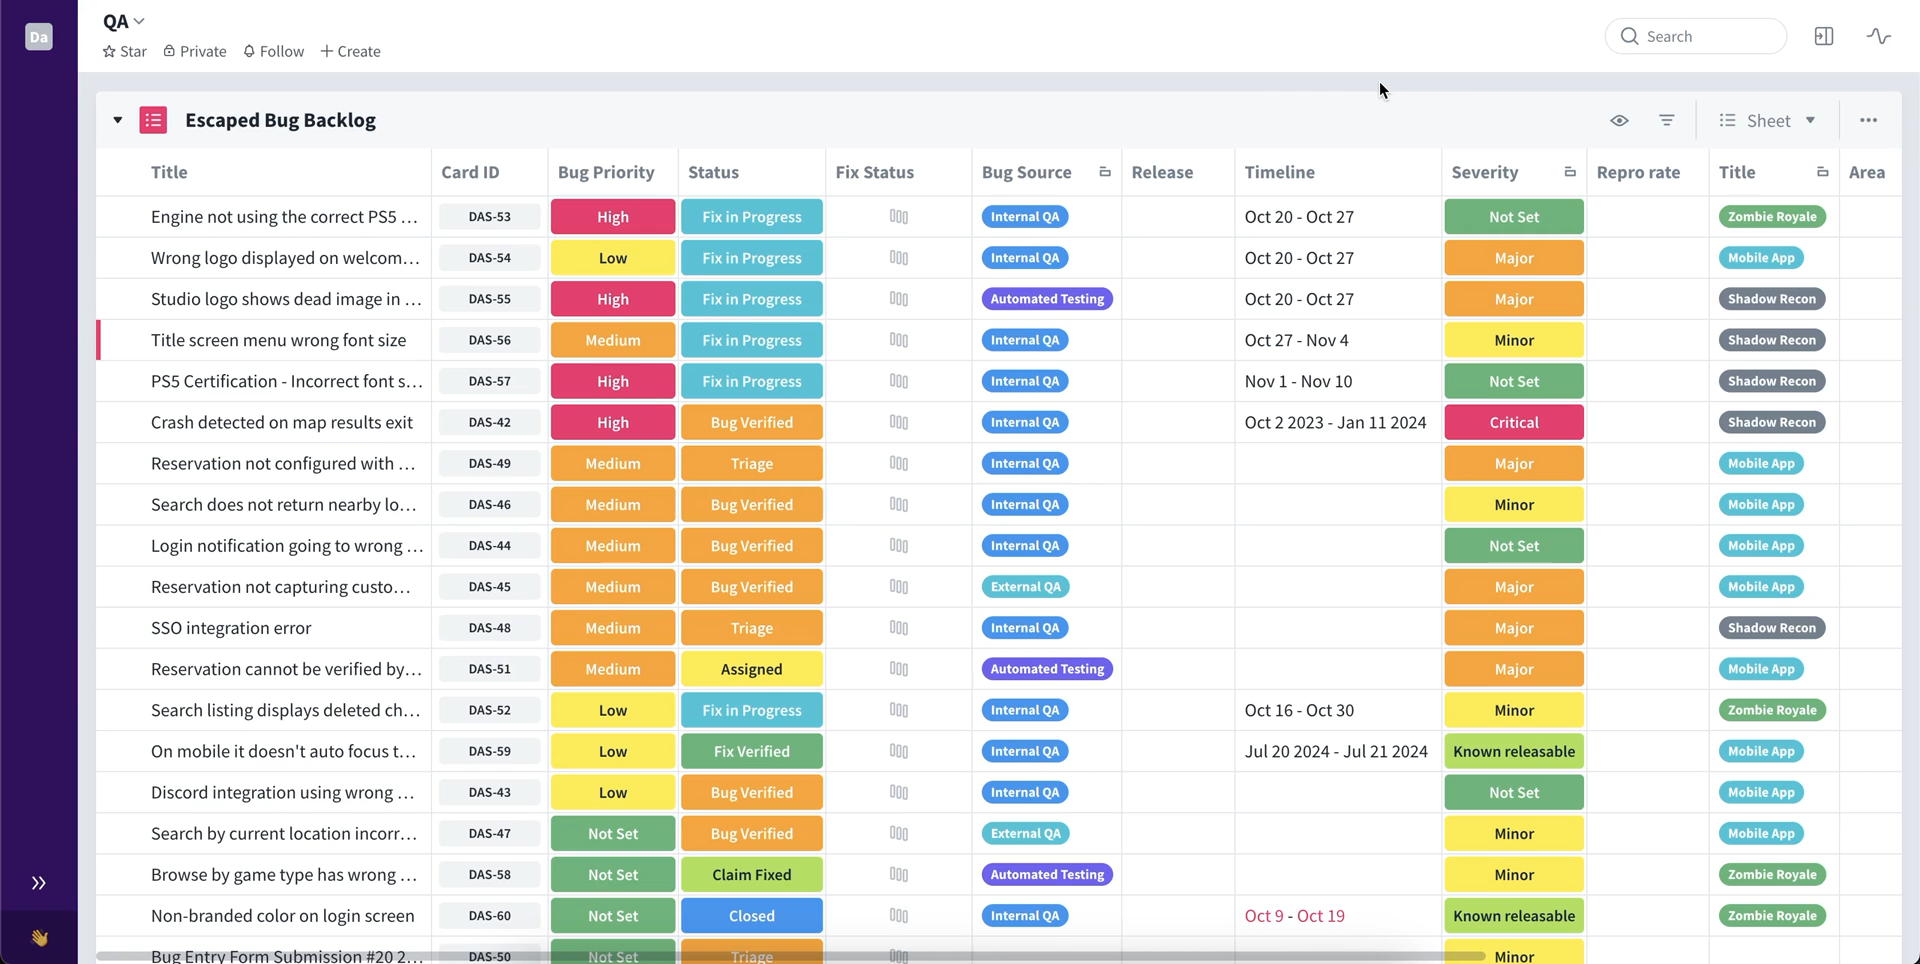 Da
QA
Star Private Follow Create
Search
Escaped Bug Backlog
Sheet
Title Card ID Bug Priority Status Fix Status Bug Source Release Timeline Severity Repro rate Title Area
Engine not using the correct PS5 … DAS-53 High Fix in Progress Internal QA Oct 20 - Oct 27 Not Set Zombie Royale
Wrong logo displayed on welcom… DAS-54 Low Fix in Progress Internal QA Oct 20 - Oct 27 Major Mobile App
Studio logo shows dead image in … DAS-55 High Fix in Progress Automated Testing Oct 20 - Oct 27 Major Shadow Recon
Title screen menu wrong font size DAS-56 Medium Fix in Progress Internal QA Oct 27 - Nov 4 Minor Shadow Recon
PS5 Certification - Incorrect font s… DAS-57 High Fix in Progress Internal QA Nov 1 - Nov 10 Not Set Shadow Recon
Crash detected on map results exit DAS-42 High Bug Verified Internal QA Oct 2 2023 - Jan 11 2024 Critical Shadow Recon
Reservation not configured with … DAS-49 Medium Triage Internal QA Major Mobile App
Search does not return nearby lo… DAS-46 Medium Bug Verified Internal QA Minor Mobile App
Login notification going to wrong … DAS-44 Medium Bug Verified Internal QA Not Set Mobile App
Reservation not capturing custo… DAS-45 Medium Bug Verified External QA Major Mobile App
SSO integration error DAS-48 Medium Triage Internal QA Major Shadow Recon
Reservation cannot be verified by… DAS-51 Medium Assigned Automated Testing Major Mobile App
Search listing displays deleted ch… DAS-52 Low Fix in Progress Internal QA Oct 16 - Oct 30 Minor Zombie Royale
On mobile it doesn't auto focus t… DAS-59 Low Fix Verified Internal QA Jul 20 2024 - Jul 21 2024 Known releasable Mobile App
Discord integration using wrong … DAS-43 Low Bug Verified Internal QA Not Set Mobile App
Search by current location incorr… DAS-47 Not Set Bug Verified External QA Minor Mobile App
Browse by game type has wrong … DAS-58 Not Set Claim Fixed Automated Testing Minor Zombie Royale
Non-branded color on login screen DAS-60 Not Set Closed Internal QA Oct 9 - Oct 19 Known releasable Zombie Royale
Bug Entry Form Submission #20 2… DAS-50 Not Set Triage Minor